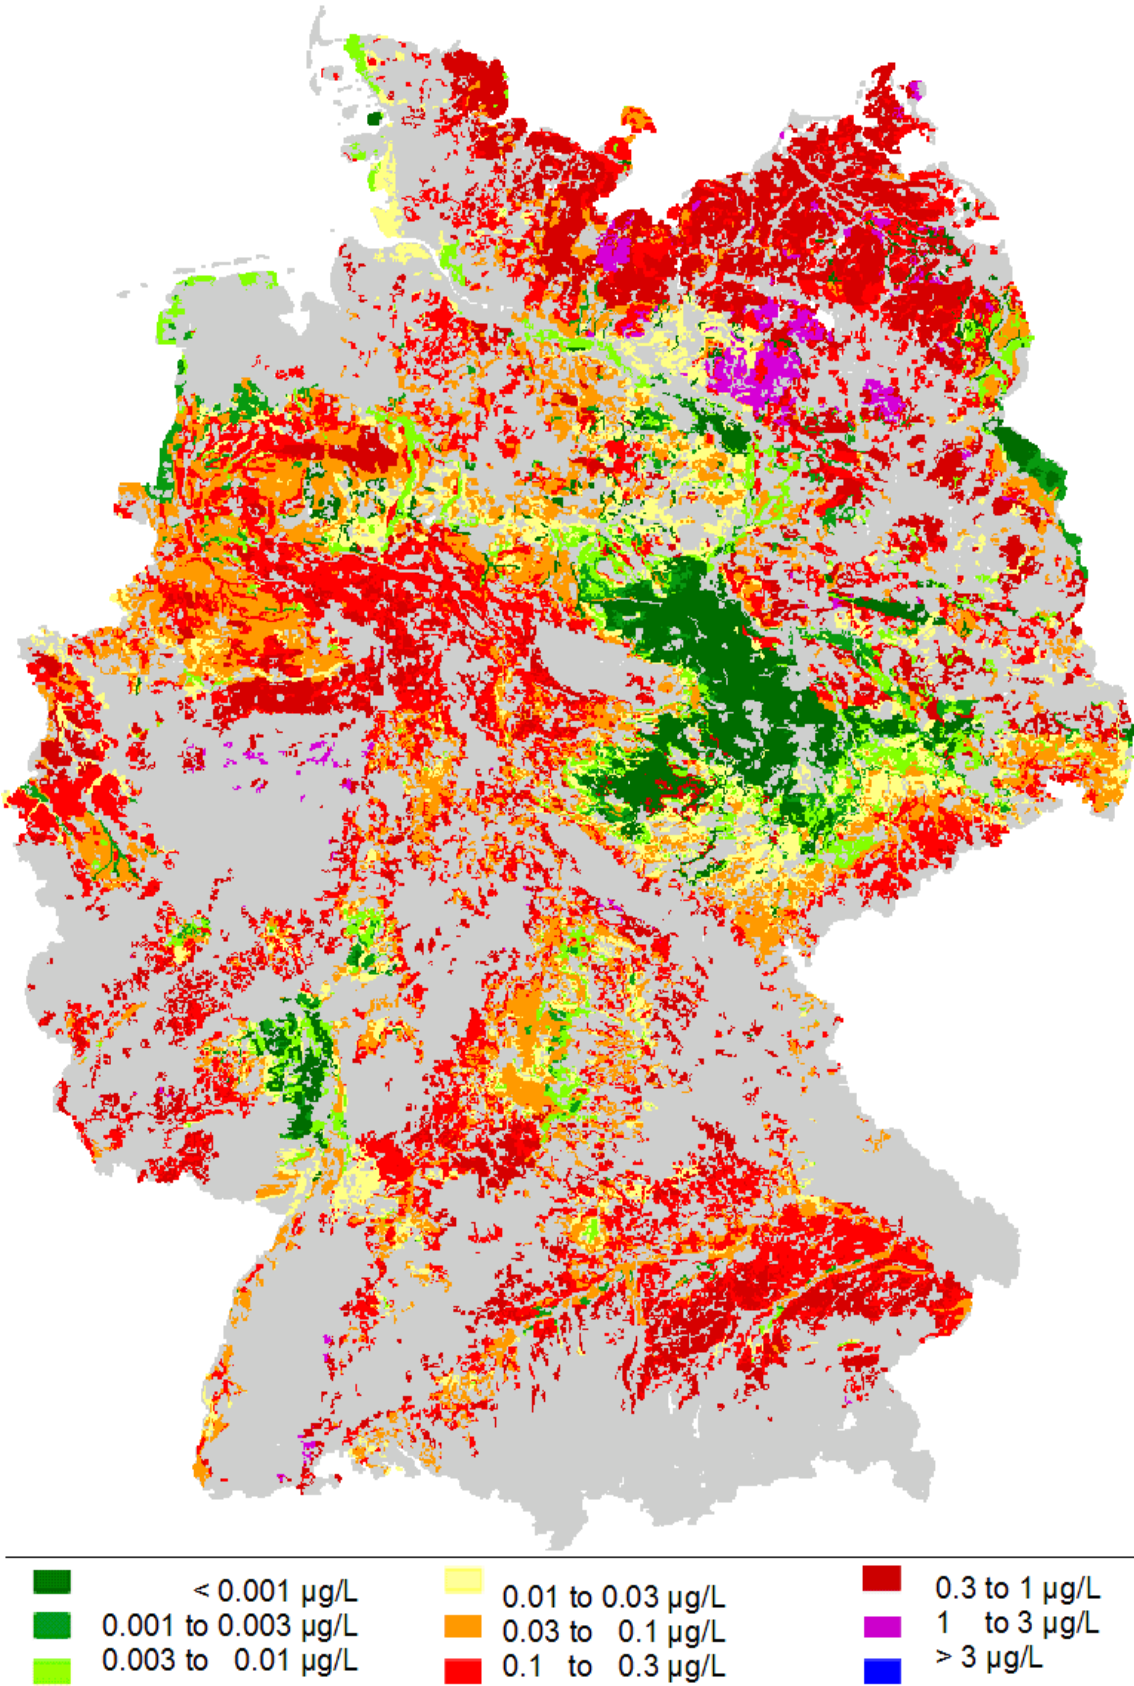 < 0.001 µg/L
0.001 to 0.003 µg/L
0.003 to 0.01 µg/L
0.01 to 0.03 µg/L
0.03 to 0.1 µg/L
0.1 to 0.3 µg/L
0.3 to 1 µg/L
1 to 3 µg/L
> 3 µg/L